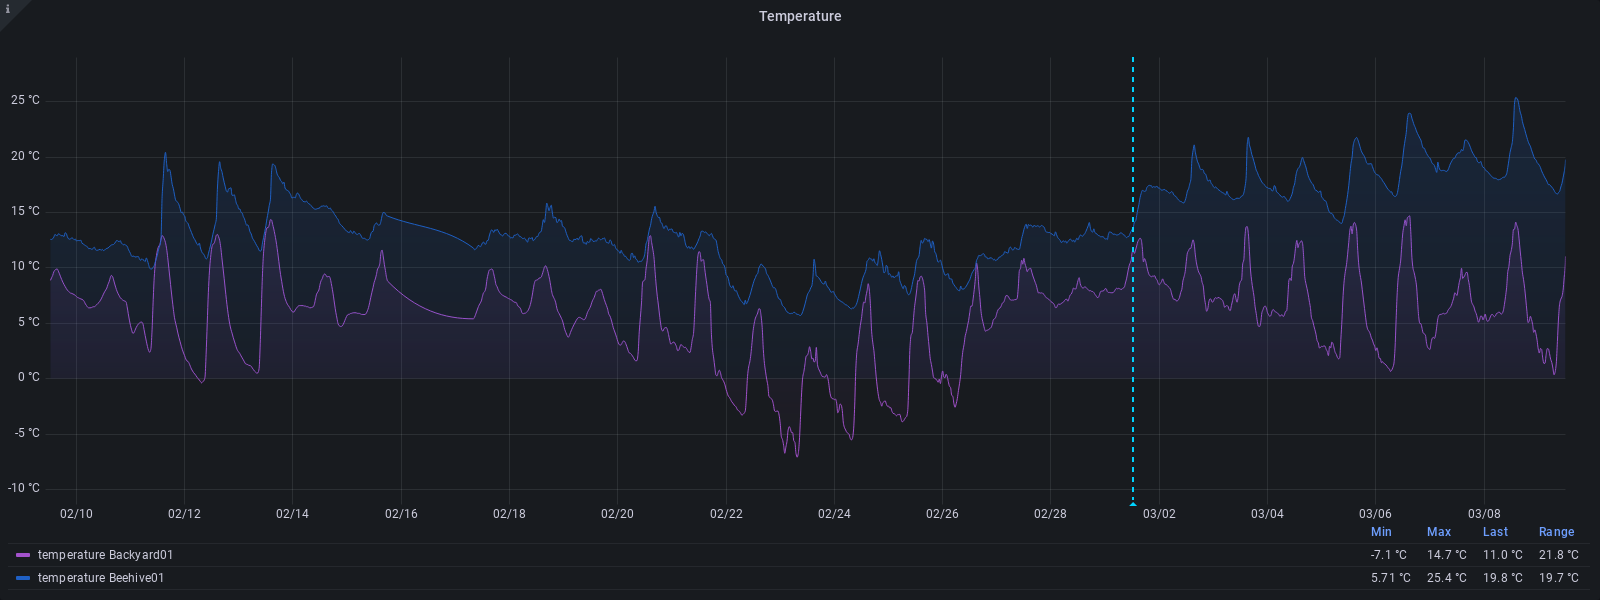 i
Temperature
25 °C
20 °C
15 °C
10 °C
5 °C
0 °C
-5 °C
-10 °C
02/10 02/12 02/14 02/16 02/18 02/20 02/22 02/24 02/26 02/28 03/02 03/04 03/06 03/08
Min Max Last Range
temperature Backyard01 -7.1 °C 14.7 °C 11.0 °C 21.8 °C
temperature Beehive01 5.71 °C 25.4 °C 19.8 °C 19.7 °C